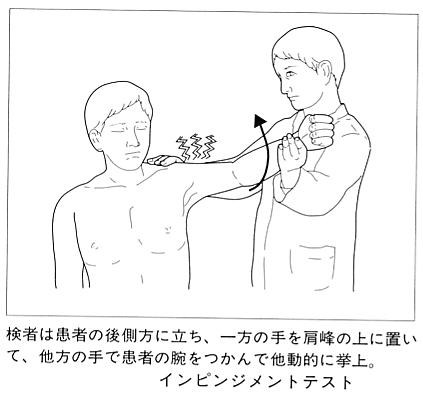 検者は患者の後側方に立ち、一方の手を肩峰の上に置い
て、他方の手で患者の腕をつかんで他動的に挙上。
インピンジメントテスト